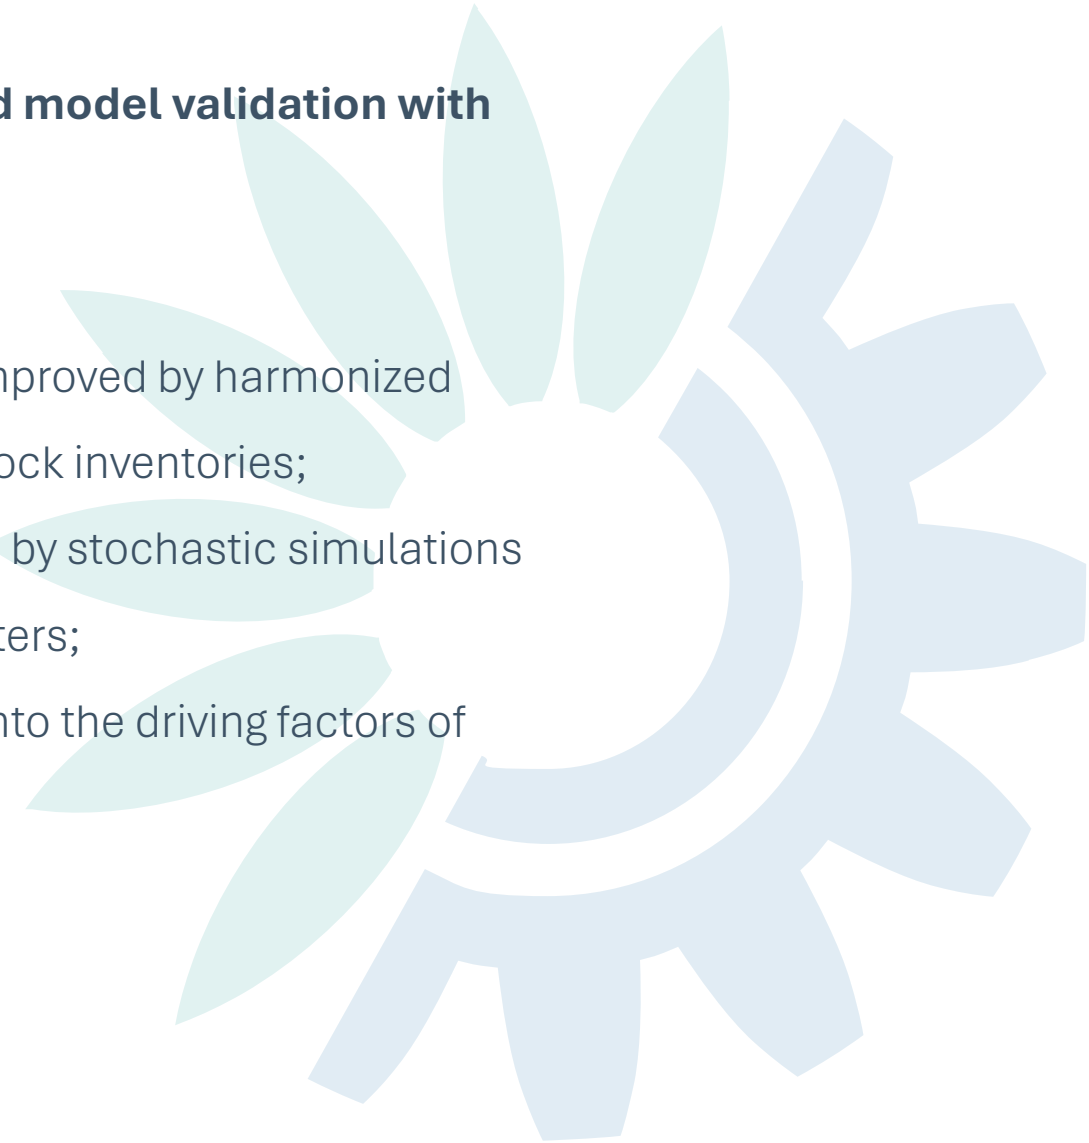 d model validation with
nproved by harmonized
ock inventories;
by stochastic simulations
ters;
nto the driving factors of